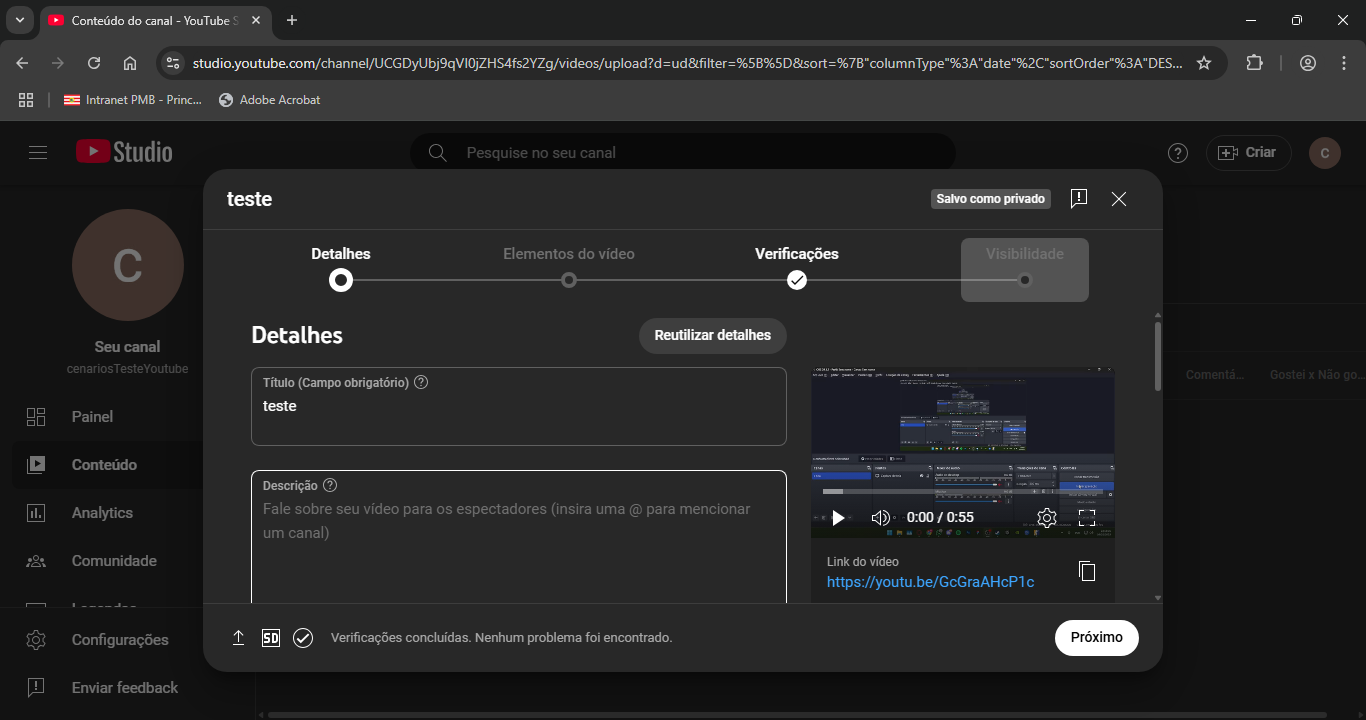 Conteúdo do canal - YouTube S
studio.youtube.com/channel/UCGDyUbj9qVl0jZHS4fs2YZg/videos/upload?d=ud&filter=%5B%5D&sort=%7B"columnType"%3A"date"%2C"sortOrder"%3A"DES...
Intranet PMB - Princ...
Adobe Acrobat
Studio
Pesquise no seu canal
Criar
C
teste
Salvo como privado
Detalhes
Elementos do vídeo
Verificações
Visibilidade
C
Seu canal
cenariosTesteYoutube
Painel
Conteúdo
Analytics
Comunidade
Configurações
Enviar feedback
Detalhes
Reutilizar detalhes
Título (Campo obrigatório)
teste
Descrição
Fale sobre seu vídeo para os espectadores (insira uma @ para mencionar
um canal)
0:00 / 0:55
Link do vídeo
https://youtu.be/GcGraAHcP1c
Comentá...
Gostei x Não go...
SD
Verificações concluídas. Nenhum problema foi encontrado.
Próximo